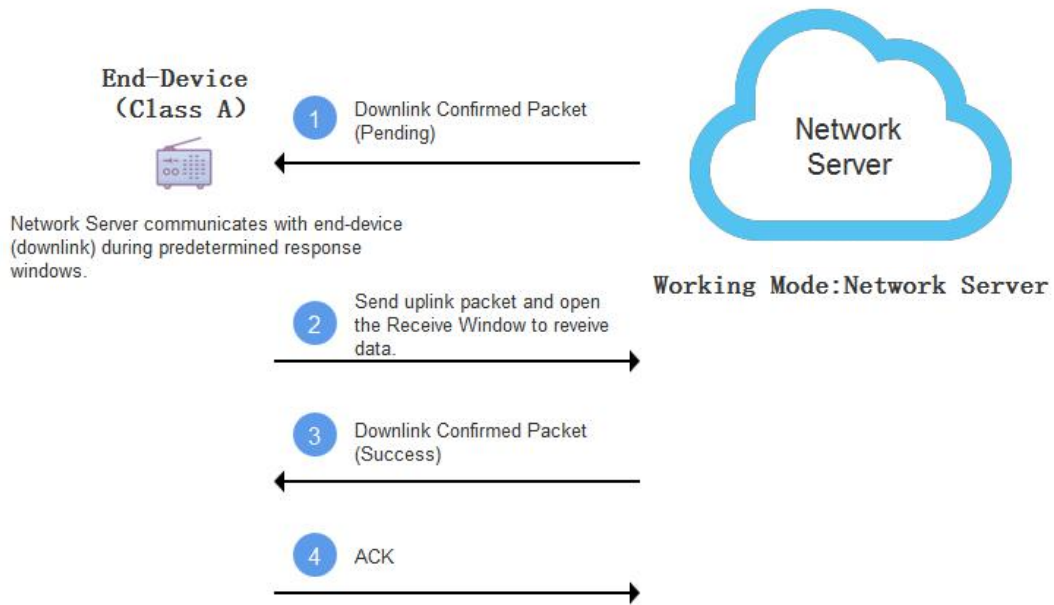 End-Device
(Class A)
1
Downlink Confirmed Packet
(Pending)
Network
Server
Network Server communicates with end-device
(downlink) during predetermined response
windows.
Working Mode:Network Server
2
Send uplink packet and open
the Receive Window to reveive
data.
3
Downlink Confirmed Packet
(Success)
4
ACK